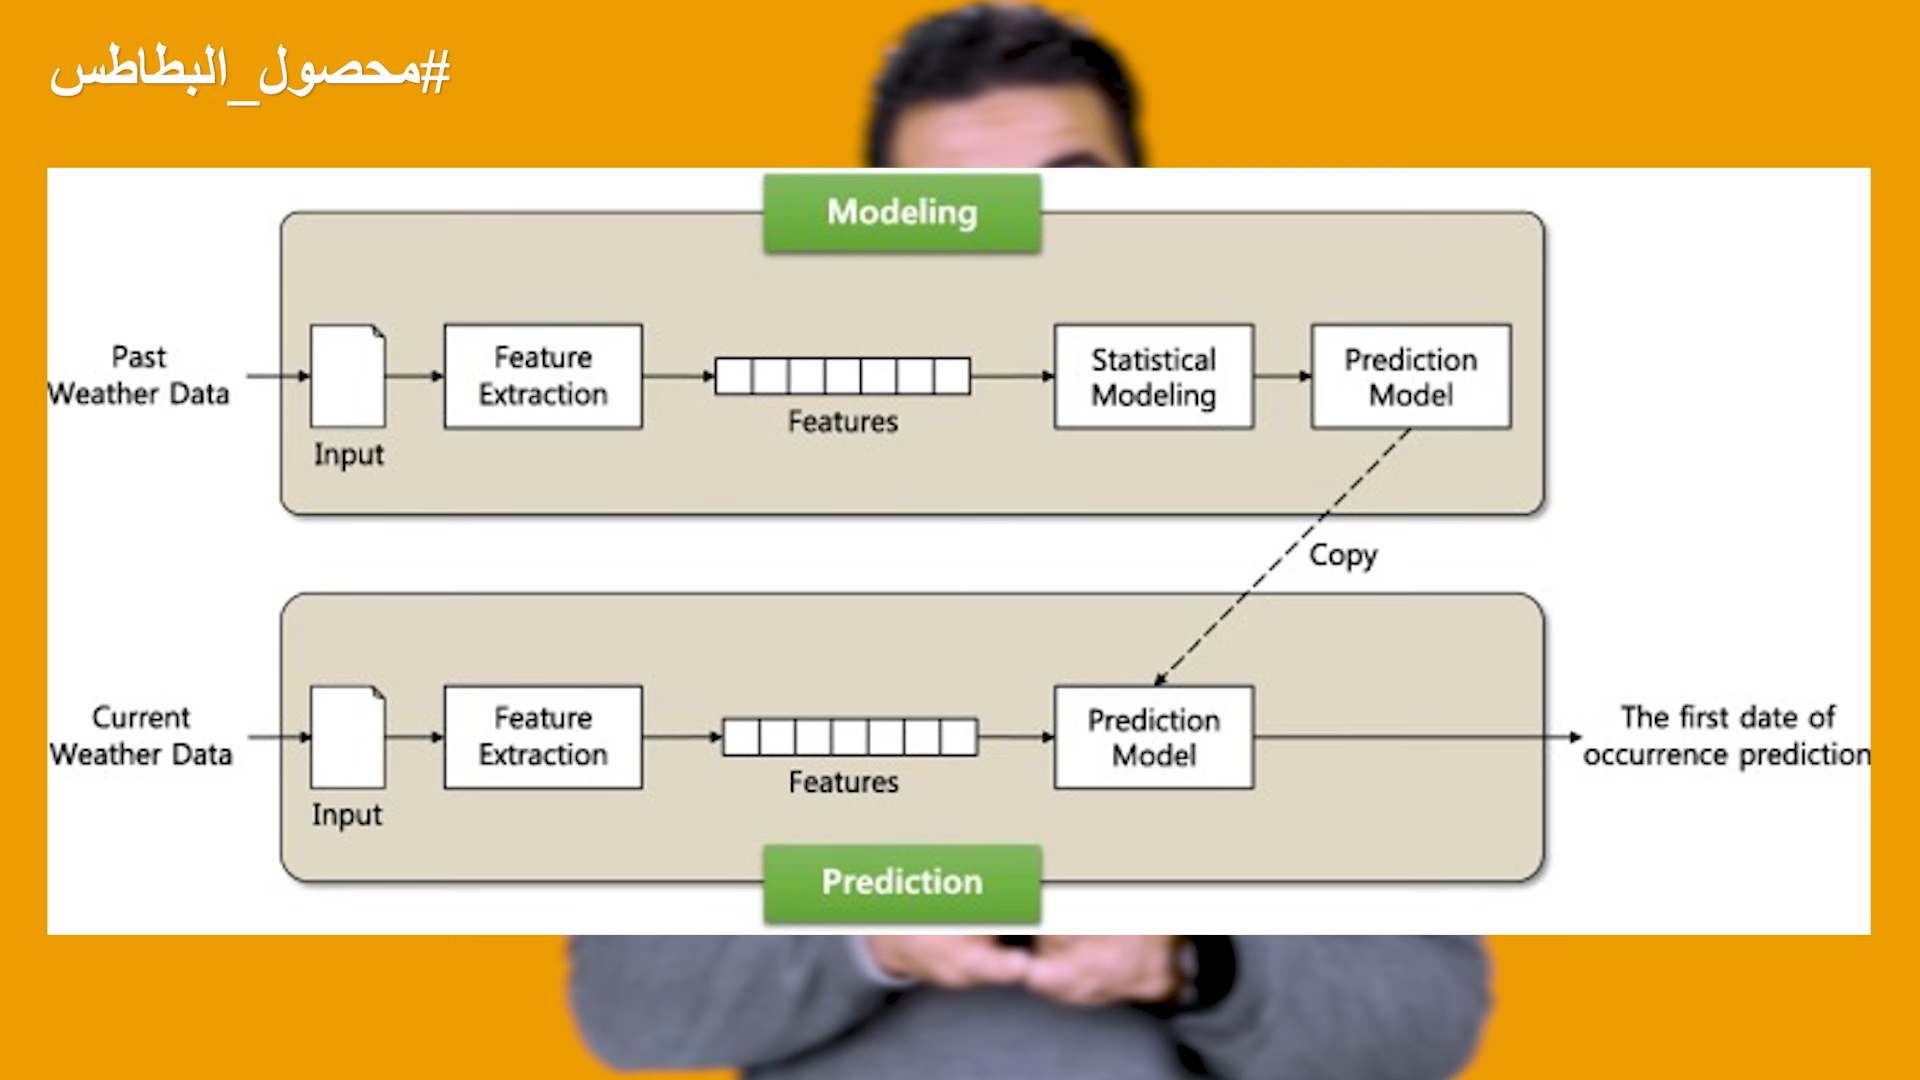 #محصول_البطاطس
Modeling
Past
Weather Data
Input
Feature
Extraction
Features
Statistical
Modeling
Prediction
Model
Copy
Current
Weather Data
Input
Feature
Extraction
Features
Prediction
Model
The first date of
occurrence prediction
Prediction